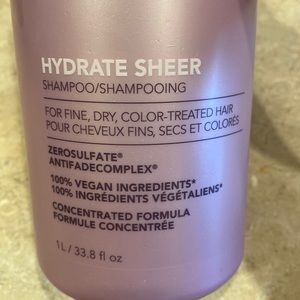 HYDRATE SHEER
SHAMPOO/SHAMPOOING
FOR FINE, DRY, COLOR-TREATED HAIR
POUR CHEVEUX FINS, SECS ET COLORÉS
ZEROSULFATE®
ANTIFADECOMPLEX®
100% VEGAN INGREDIENTS*
100% INGRÉDIENTS VÉGÉTALIENS*
CONCENTRATED FORMULA
FORMULE CONCENTRÉE
1L / 33.8 fl oz